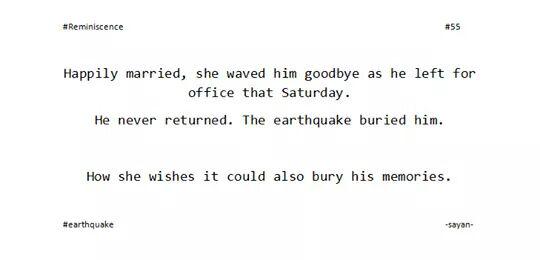 #Reminiscence #55
Happily married, she waved him goodbye as he left for
office that Saturday.
He never returned. The earthquake buried him.
How she wishes it could also bury his memories.
#earthquake -sayan-